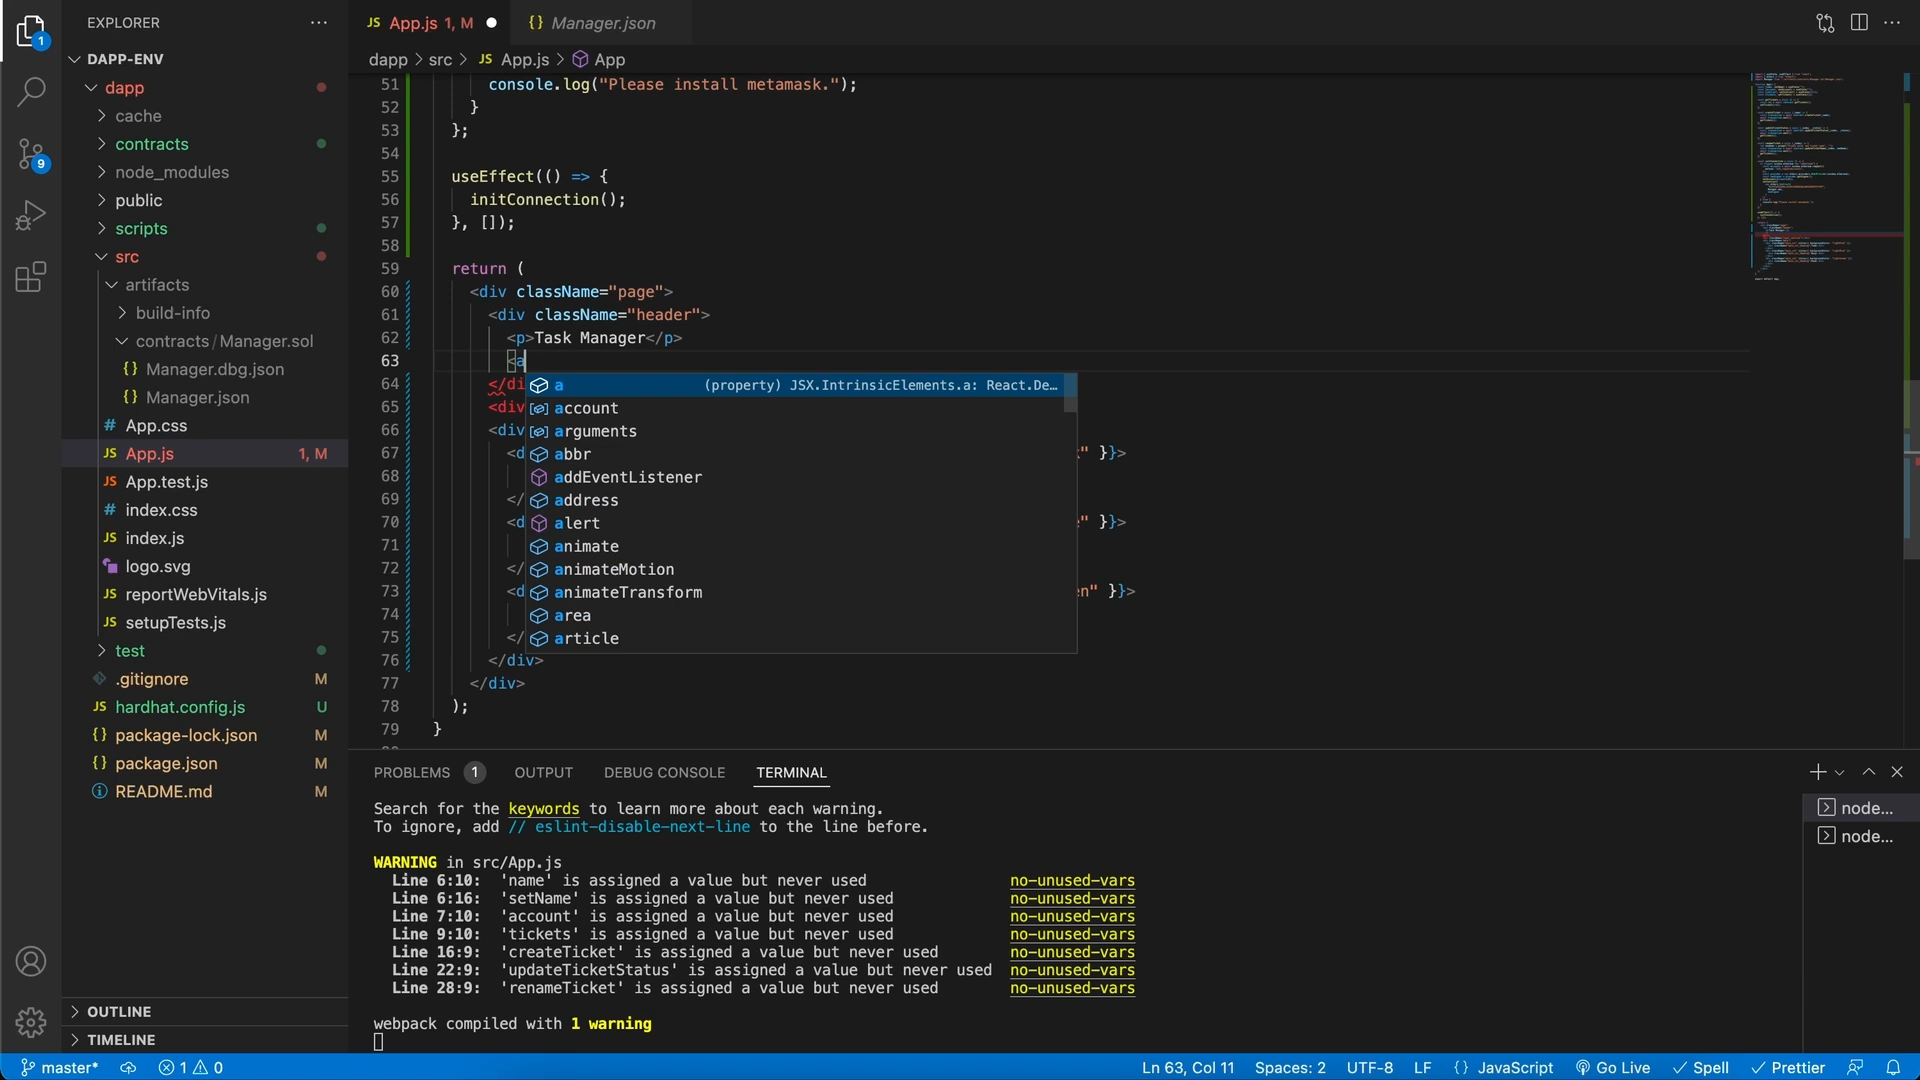 EXPLORER
DAPP-ENV
dapp
cache
contracts
node_modules
public
scripts
src
artifacts
build-info
contracts / Manager.sol
{} Manager.dbg.json
{} Manager.json
# App.css
JS App.js 1, M
JS App.test.js
# index.css
JS index.js
logo.svg
JS reportWebVitals.js
JS setupTests.js
test
.gitignore M
JS hardhat.config.js U
{} package-lock.json M
{} package.json M
README.md M
OUTLINE
TIMELINE
1
9
JS App.js 1, M
{} Manager.json
dapp > src > JS App.js > App
51 console.log("Please install metamask.");
52 }
53 };
54
55 useEffect(() => {
56 initConnection();
57 }, []);
58
59 return (
60 <div className="page">
61 <div className="header">
62 <p>Task Manager</p>
63 <a
64 </di
65 <div
66 <div
67 <d " }}>
68
69 </
70 <d " }}>
71
72 </
73 <d en" }}>
74
75 </
76 </div>
77 </div>
78 );
79 }
a (property) JSX.IntrinsicElements.a: React.De…
account
arguments
abbr
addEventListener
address
alert
animate
animateMotion
animateTransform
area
article
PROBLEMS 1 OUTPUT DEBUG CONSOLE TERMINAL
Search for the keywords to learn more about each warning.
To ignore, add // eslint-disable-next-line to the line before.
WARNING in src/App.js
Line 6:10: 'name' is assigned a value but never used no-unused-vars
Line 6:16: 'setName' is assigned a value but never used no-unused-vars
Line 7:10: 'account' is assigned a value but never used no-unused-vars
Line 9:10: 'tickets' is assigned a value but never used no-unused-vars
Line 16:9: 'createTicket' is assigned a value but never used no-unused-vars
Line 22:9: 'updateTicketStatus' is assigned a value but never used no-unused-vars
Line 28:9: 'renameTicket' is assigned a value but never used no-unused-vars
webpack compiled with 1 warning
node...
node...
master* 1 0
Ln 63, Col 11 Spaces: 2 UTF-8 LF {} JavaScript Go Live Spell Prettier